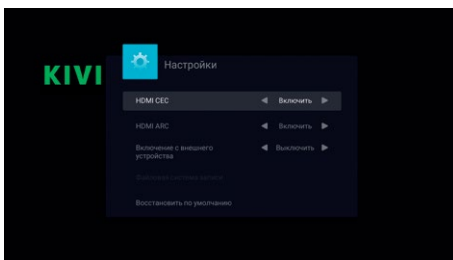 KIVI
Настройки
HDMI CEC
Включить
HDMI ARC
Включить
Включение с внешнего
устройства
Выключить
Восстановить по умолчанию